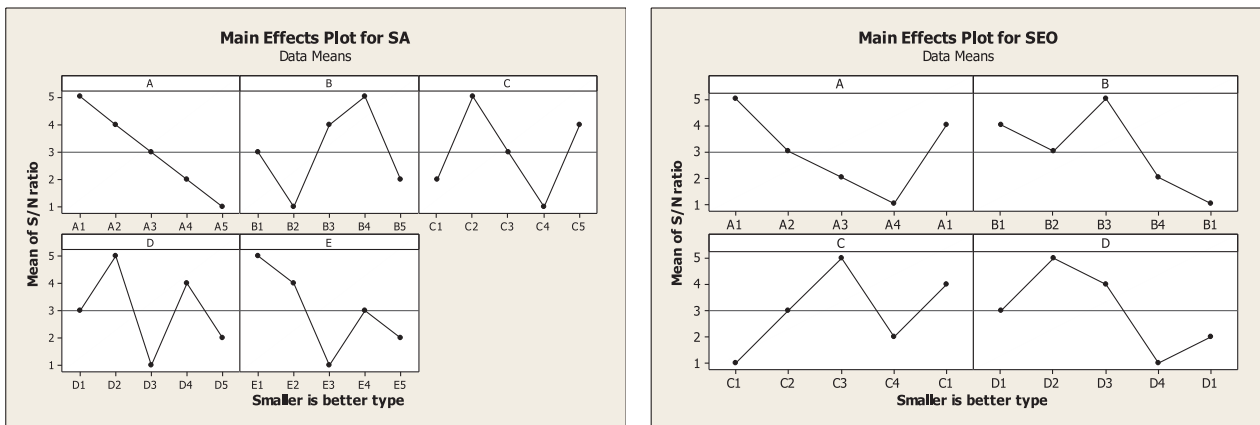 Main Effects Plot for SA
Data Means
A B C
5
4
3
2
1
A1 A2 A3 A4 A5 B1 B2 B3 B4 B5 C1 C2 C3 C4 C5
D E
5
4
3
2
1
D1 D2 D3 D4 D5 E1 E2 E3 E4 E5
Mean of S/N ratio
Smaller is better type
Main Effects Plot for SEO
Data Means
A B
5
4
3
2
1
A1 A2 A3 A4 A1 B1 B2 B3 B4 B1
C D
5
4
3
2
1
C1 C2 C3 C4 C1 D1 D2 D3 D4 D1
Mean of S/N ratio
Smaller is better type